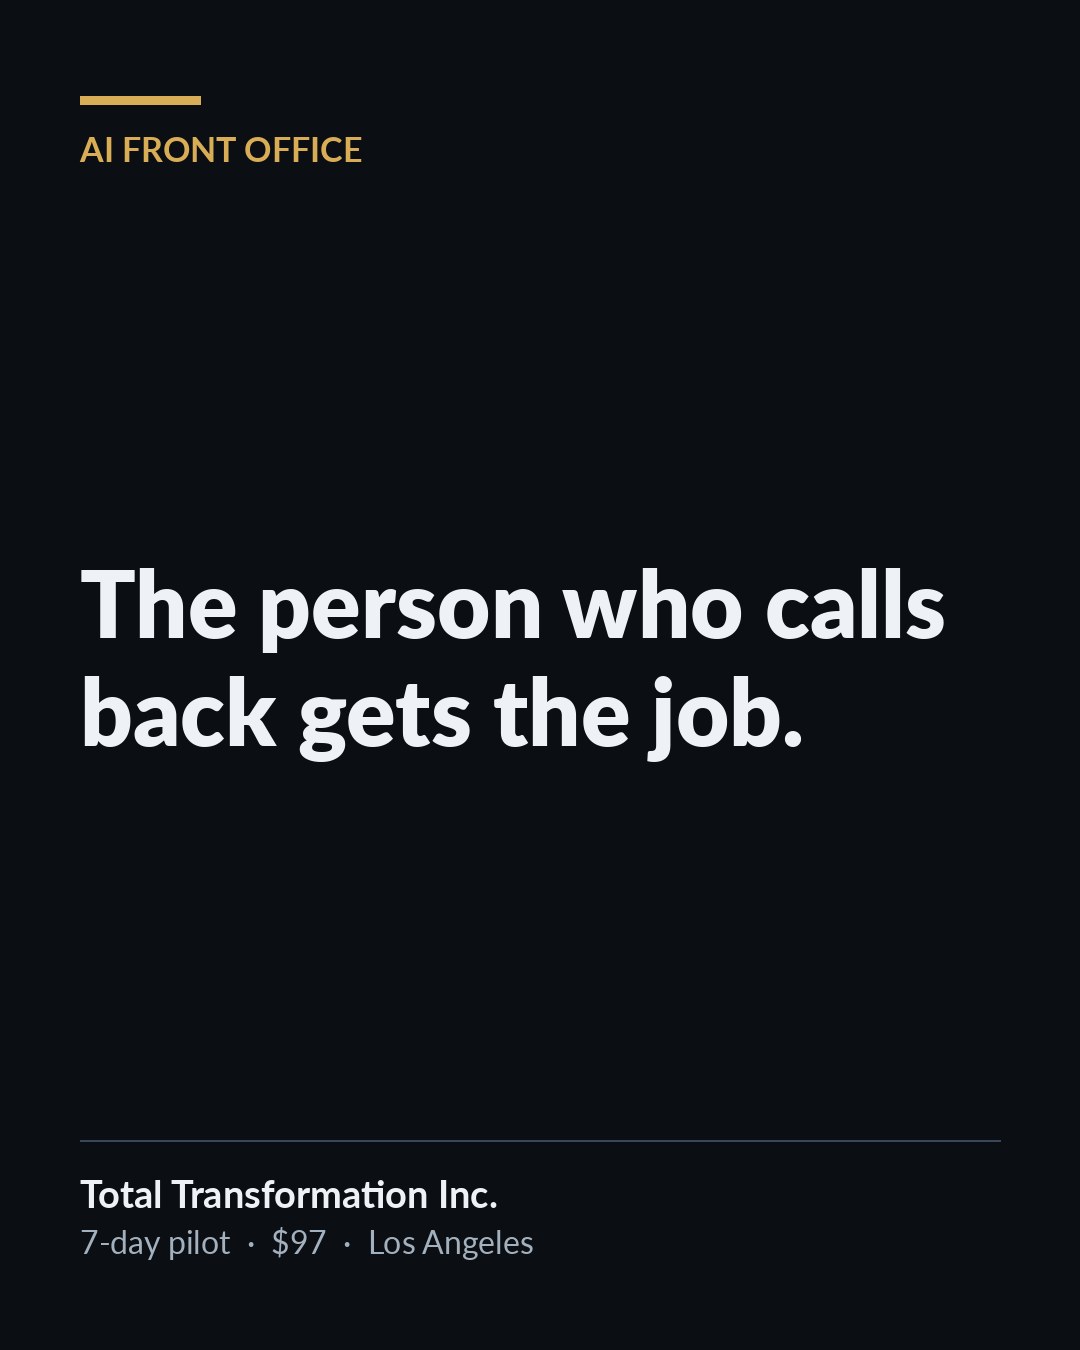 AI FRONT OFFICE
The person who calls
back gets the job.
Total Transformation Inc.
7-day pilot · $97 · Los Angeles